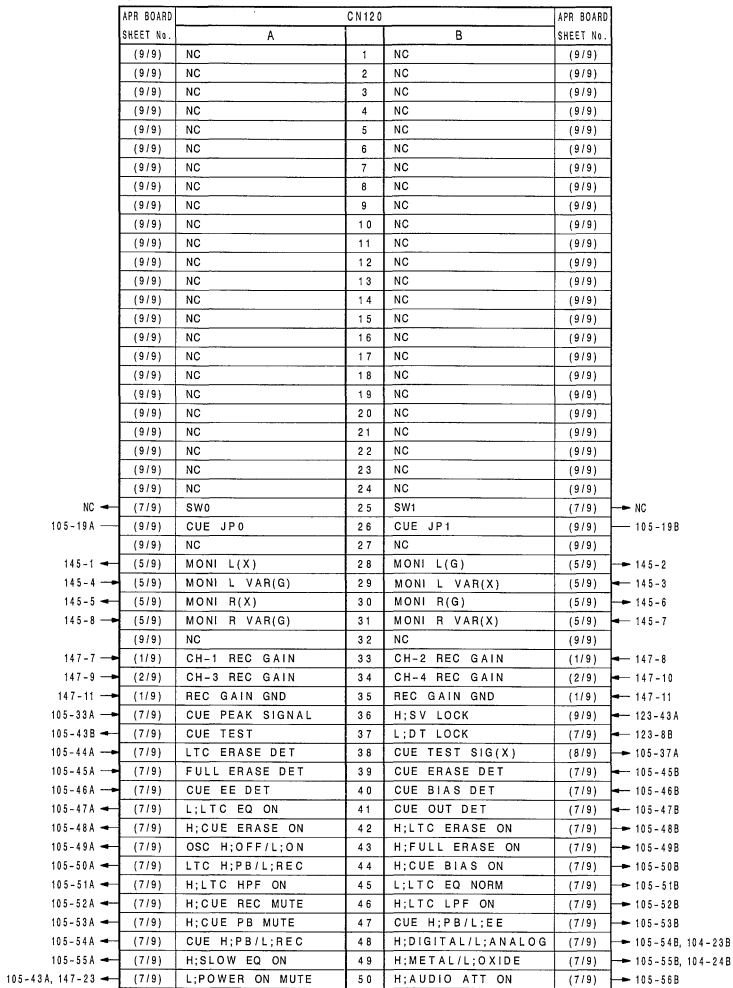 APR BOARD CN120 APR BOARD
SHEET No. A B SHEET No.
(9/9) NC 1 NC (9/9)
(9/9) NC 2 NC (9/9)
(9/9) NC 3 NC (9/9)
(9/9) NC 4 NC (9/9)
(9/9) NC 5 NC (9/9)
(9/9) NC 6 NC (9/9)
(9/9) NC 7 NC (9/9)
(9/9) NC 8 NC (9/9)
(9/9) NC 9 NC (9/9)
(9/9) NC 10 NC (9/9)
(9/9) NC 11 NC (9/9)
(9/9) NC 12 NC (9/9)
(9/9) NC 13 NC (9/9)
(9/9) NC 14 NC (9/9)
(9/9) NC 15 NC (9/9)
(9/9) NC 16 NC (9/9)
(9/9) NC 17 NC (9/9)
(9/9) NC 18 NC (9/9)
(9/9) NC 19 NC (9/9)
(9/9) NC 20 NC (9/9)
(9/9) NC 21 NC (9/9)
(9/9) NC 22 NC (9/9)
(9/9) NC 23 NC (9/9)
(9/9) NC 24 NC (9/9)
NC (7/9) SW0 25 SW1 (7/9) NC
105-19A (9/9) CUE JP0 26 CUE JP1 (9/9) 105-19B
(9/9) NC 27 NC (9/9)
145-1 (5/9) MONI L(X) 28 MONI L(G) (5/9) 145-2
145-4 (5/9) MONI L VAR(G) 29 MONI L VAR(X) (5/9) 145-3
145-5 (5/9) MONI R(X) 30 MONI R(G) (5/9) 145-6
145-8 (5/9) MONI R VAR(G) 31 MONI R VAR(X) (5/9) 145-7
(9/9) NC 32 NC (9/9)
147-7 (1/9) CH-1 REC GAIN 33 CH-2 REC GAIN (1/9) 147-8
147-9 (2/9) CH-3 REC GAIN 34 CH-4 REC GAIN (2/9) 147-10
147-11 (1/9) REC GAIN GND 35 REC GAIN GND (1/9) 147-11
105-33A (7/9) CUE PEAK SIGNAL 36 H;SV LOCK (9/9) 123-43A
105-43B (7/9) CUE TEST 37 L;DT LOCK (7/9) 123-8B
105-44A (7/9) LTC ERASE DET 38 CUE TEST SIG(X) (8/9) 105-37A
105-45A (7/9) FULL ERASE DET 39 CUE ERASE DET (7/9) 105-45B
105-46A (7/9) CUE EE DET 40 CUE BIAS DET (7/9) 105-46B
105-47A (7/9) L;LTC EQ ON 41 CUE OUT DET (7/9) 105-47B
105-48A (7/9) H;CUE ERASE ON 42 H;LTC ERASE ON (7/9) 105-48B
105-49A (7/9) OSC H;OFF/L;ON 43 H;FULL ERASE ON (7/9) 105-49B
105-50A (7/9) LTC H;PB/L;REC 44 H;CUE BIAS ON (7/9) 105-50B
105-51A (7/9) H;LTC HPF ON 45 L;LTC EQ NORM (7/9) 105-51B
105-52A (7/9) H;CUE REC MUTE 46 H;LTC LPF ON (7/9) 105-52B
105-53A (7/9) H;CUE PB MUTE 47 CUE H;PB/L;EE (7/9) 105-53B
105-54A (7/9) CUE H;PB/L;REC 48 H;DIGITAL/L;ANALOG (7/9) 105-54B, 104-23B
105-55A (7/9) H;SLOW EQ ON 49 H;METAL/L;OXIDE (7/9) 105-55B, 104-24B
105-43A, 147-23 (7/9) L;POWER ON MUTE 50 H;AUDIO ATT ON (7/9) 105-56B